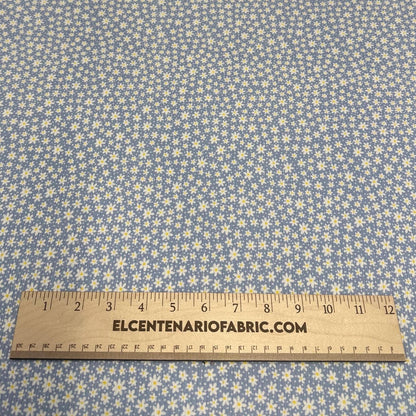 1 2 3 4 5 6 7 8 9 10 11 12
ELCENTENARIOFABRIC.COM